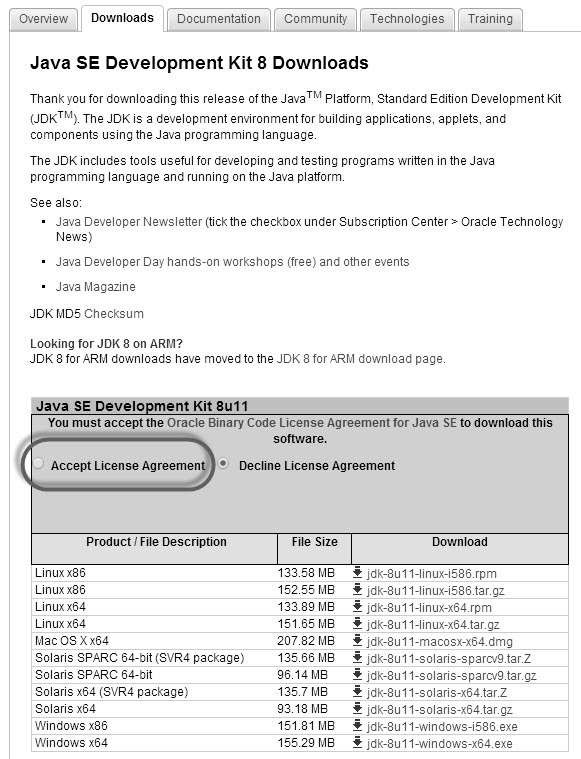 Overview Downloads Documentation Community Technologies Training
Java SE Development Kit 8 Downloads
Thank you for downloading this release of the Java™ Platform, Standard Edition Development Kit
(JDK™). The JDK is a development environment for building applications, applets, and
components using the Java programming language.
The JDK includes tools useful for developing and testing programs written in the Java
programming language and running on the Java platform.
See also:
▪ Java Developer Newsletter (tick the checkbox under Subscription Center > Oracle Technology
News)
▪ Java Developer Day hands-on workshops (free) and other events
▪ Java Magazine
JDK MD5 Checksum
Looking for JDK 8 on ARM?
JDK 8 for ARM downloads have moved to the JDK 8 for ARM download page.
Java SE Development Kit 8u11
You must accept the Oracle Binary Code License Agreement for Java SE to download this
software.
Accept License Agreement Decline License Agreement
Product / File Description File Size Download
Linux x86 133.58 MB jdk-8u11-linux-i586.rpm
Linux x86 152.55 MB jdk-8u11-linux-i586.tar.gz
Linux x64 133.89 MB jdk-8u11-linux-x64.rpm
Linux x64 151.65 MB jdk-8u11-linux-x64.tar.gz
Mac OS X x64 207.82 MB jdk-8u11-macosx-x64.dmg
Solaris SPARC 64-bit (SVR4 package) 135.66 MB jdk-8u11-solaris-sparcv9.tar.Z
Solaris SPARC 64-bit 96.14 MB jdk-8u11-solaris-sparcv9.tar.gz
Solaris x64 (SVR4 package) 135.7 MB jdk-8u11-solaris-x64.tar.Z
Solaris x64 93.18 MB jdk-8u11-solaris-x64.tar.gz
Windows x86 151.81 MB jdk-8u11-windows-i586.exe
Windows x64 155.29 MB jdk-8u11-windows-x64.exe